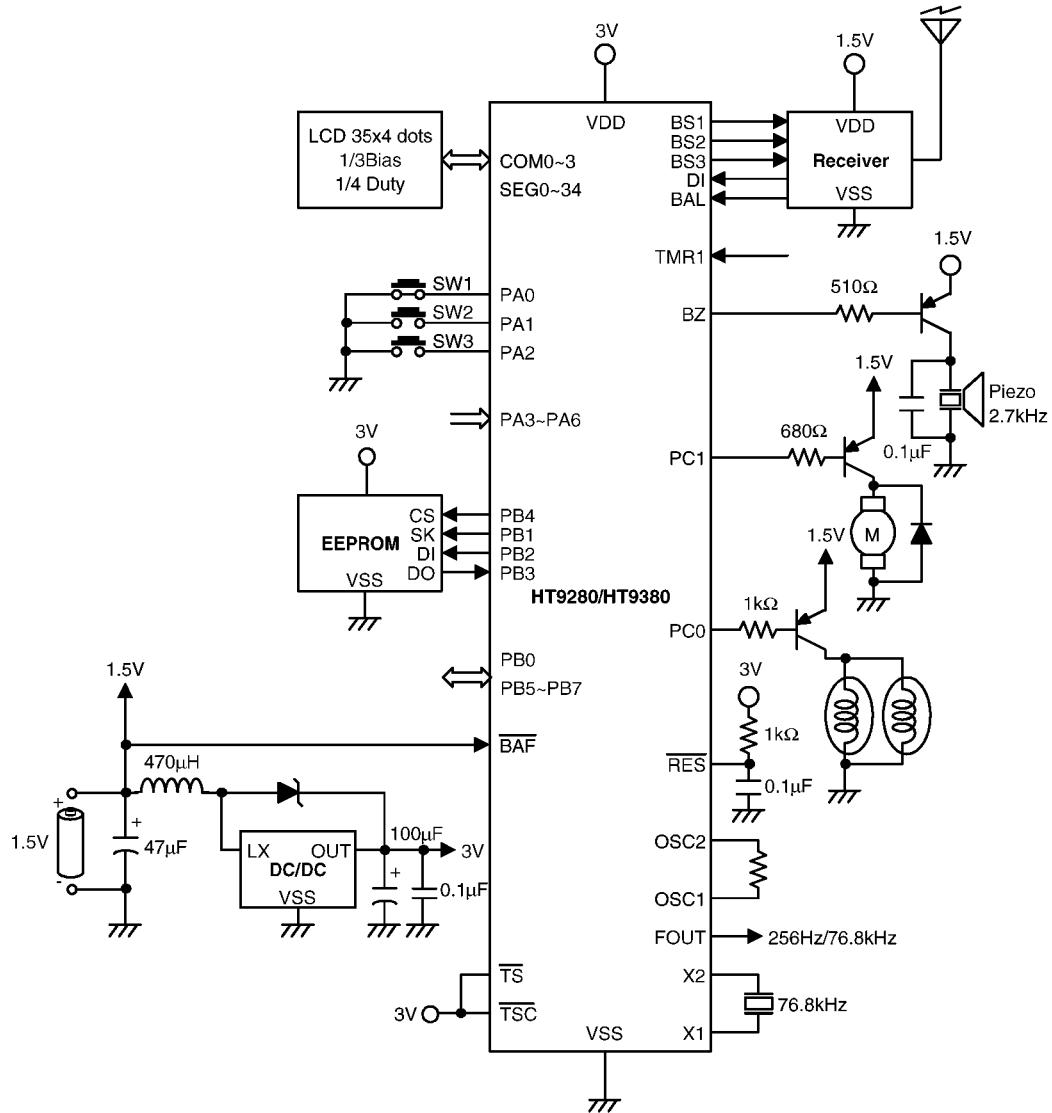 3V
1.5V
VDD
LCD 35x4 dots
1/3Bias
1/4 Duty
COM0~3
SEG0~34
BS1
BS2
BS3
DI
BAL
VDD
Receiver
VSS
TMR1
1.5V
SW1
PA0
SW2
PA1
SW3
PA2
BZ
510Ω
1.5V
Piezo
2.7kHz
0.1µF
PA3~PA6
3V
PC1
680Ω
CS
SK
DI
DO
EEPROM
VSS
PB4
PB1
PB2
PB3
M
1.5V
HT9280/HT9380
PC0
1kΩ
PB0
PB5~PB7
1.5V
3V
1kΩ
BAF
RES
0.1µF
470µH
+
1.5V
-
+
47µF
LX OUT
DC/DC
VSS
100µF
+
3V
0.1µF
OSC2
OSC1
FOUT
256Hz/76.8kHz
TS
3V
TSC
X2
76.8kHz
X1
VSS